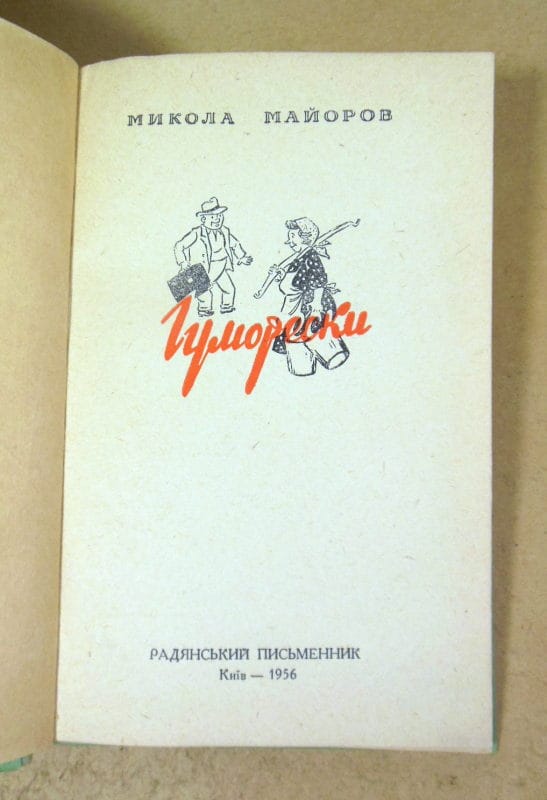 МИКОЛА МАЙОРОВ
Гуморески
РАДЯНСЬКИЙ ПИСЬМЕННИК
Київ — 1956